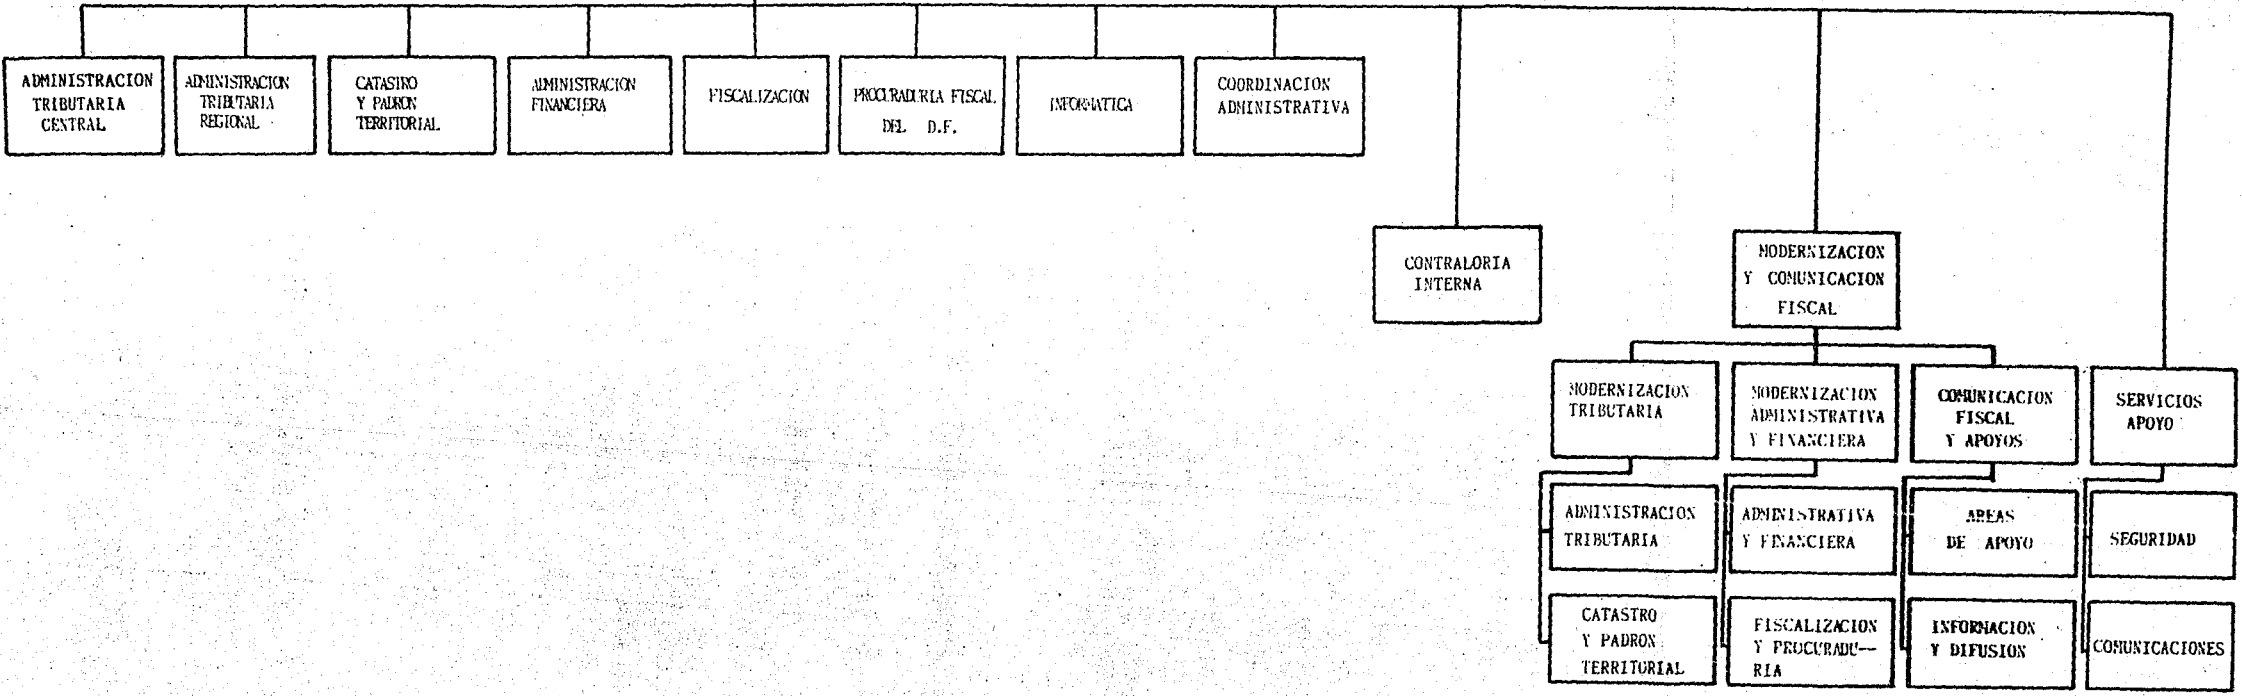 ADMINISTRACION
TRIBUTARIA
CENTRAL
ADMINISTRACION
TRIBUTARIA
REGIONAL
CATASTRO
Y PADRON
TERRITORIAL
ADMINISTRACION
FINANCIERA
FISCALIZACION
PROCURADURIA FISCAL
DEL D.F.
INFORMATICA
COORDINACION
ADMINISTRATIVA
CONTRALORIA
INTERNA
MODERNIZACION
Y COMUNICACION
FISCAL
MODERNIZACION
TRIBUTARIA
MODERNIZACION
ADMINISTRATIVA
Y FINANCIERA
COMUNICACION
FISCAL
Y APOYOS
SERVICIOS
APOYO
ADMINISTRACION
TRIBUTARIA
ADMINISTRATIVA
Y FINANCIERA
AREAS
DE APOYO
SEGURIDAD
CATASTRO
Y PADRON
TERRITORIAL
FISCALIZACION
Y PROCURADU--
RIA
INFORMACION
Y DIFUSION
COMUNICACIONES